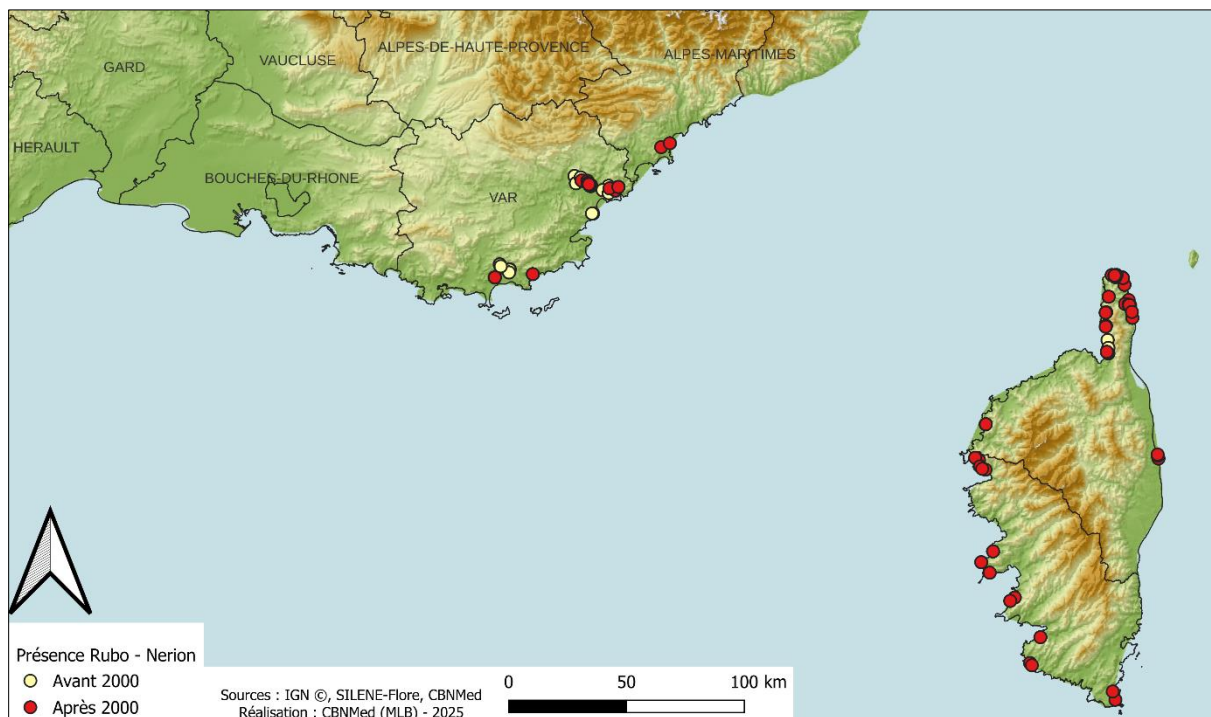 ALPES-DE-HAUTE-PROVENCE
ALPES-MARITIMES
VAUCLUSE
GARD
HERAULT
BOUCHES-DU-RHONE
VAR
Présence Rubo - Nerion
Avant 2000
Après 2000
Sources : IGN ©, SILENE-Flore, CBNMed
Réalisation : CBNMed (MLB) - 2025
0 50 100 km